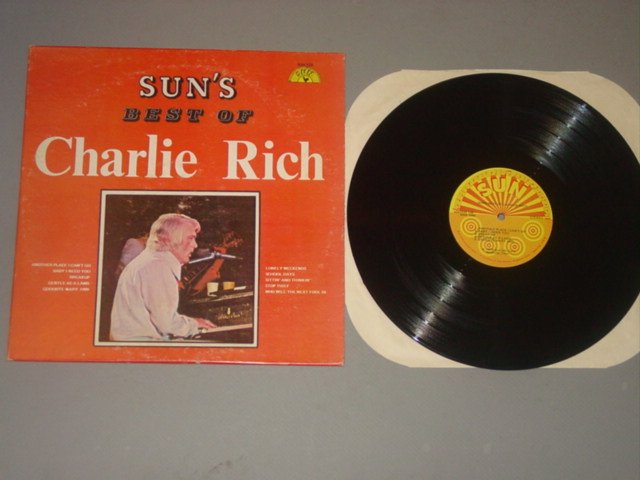 SUN'S
BEST OF
Charlie Rich
ANOTHER PLACE I CAN'T GO
BABY I NEED YOU
BREAKUP
GENTLE AS A LAMB
GOODBYE MARY ANN
LONELY WEEKENDS
SCHOOL DAYS
SITTIN' AND THINKIN'
STOP THAT
WHO WILL THE NEXT FOOL BE
SUN